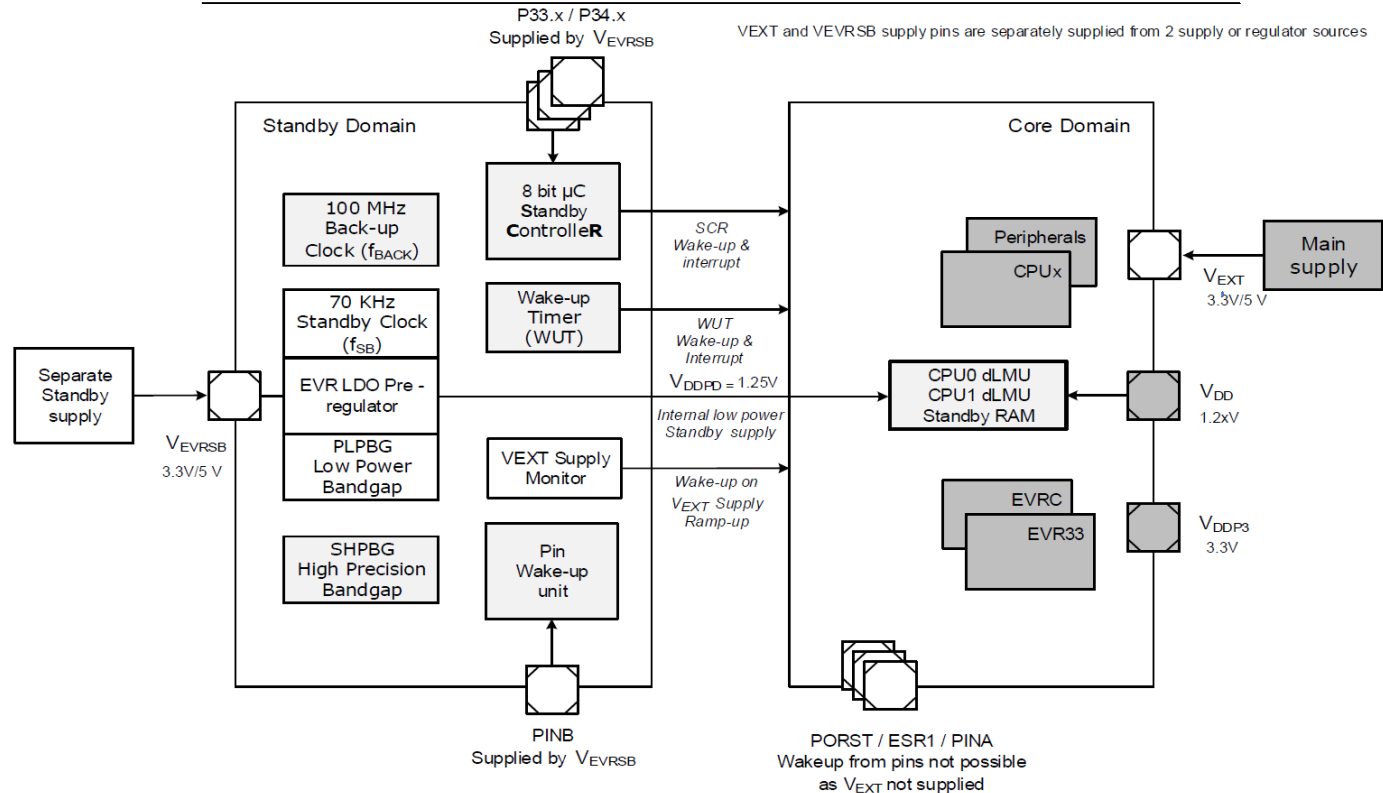 P33.x / P34.x
Supplied by VEVRSB
VEXT and VEVRSB supply pins are separately supplied from 2 supply or regulator sources
Standby Domain
Core Domain
8 bit µC
Standby
ControlleR
100 MHz
Back-up
Clock (fBACK)
SCR
Wake-up &
interrupt
Peripherals
CPUx
Main
supply
VEXT
3.3V/5 V
70 KHz
Standby Clock
(fSB)
Wake-up
Timer
(WUT)
WUT
Wake-up &
Interrupt
Separate
Standby
supply
EVR LDO Pre -
regulator
VDDPD = 1.25V
Internal low power
Standby supply
CPU0 dLMU
CPU1 dLMU
Standby RAM
VDD
1.2xV
VEVRSB
3.3V/5 V
PLPBG
Low Power
Bandgap
VEXT Supply
Monitor
Wake-up on
VEXT Supply
Ramp-up
EVRC
EVR33
VDDP3
3.3V
SHPBG
High Precision
Bandgap
Pin
Wake-up
unit
PINB
Supplied by VEVRSB
PORST / ESR1 / PINA
Wakeup from pins not possible
as VEXT not supplied